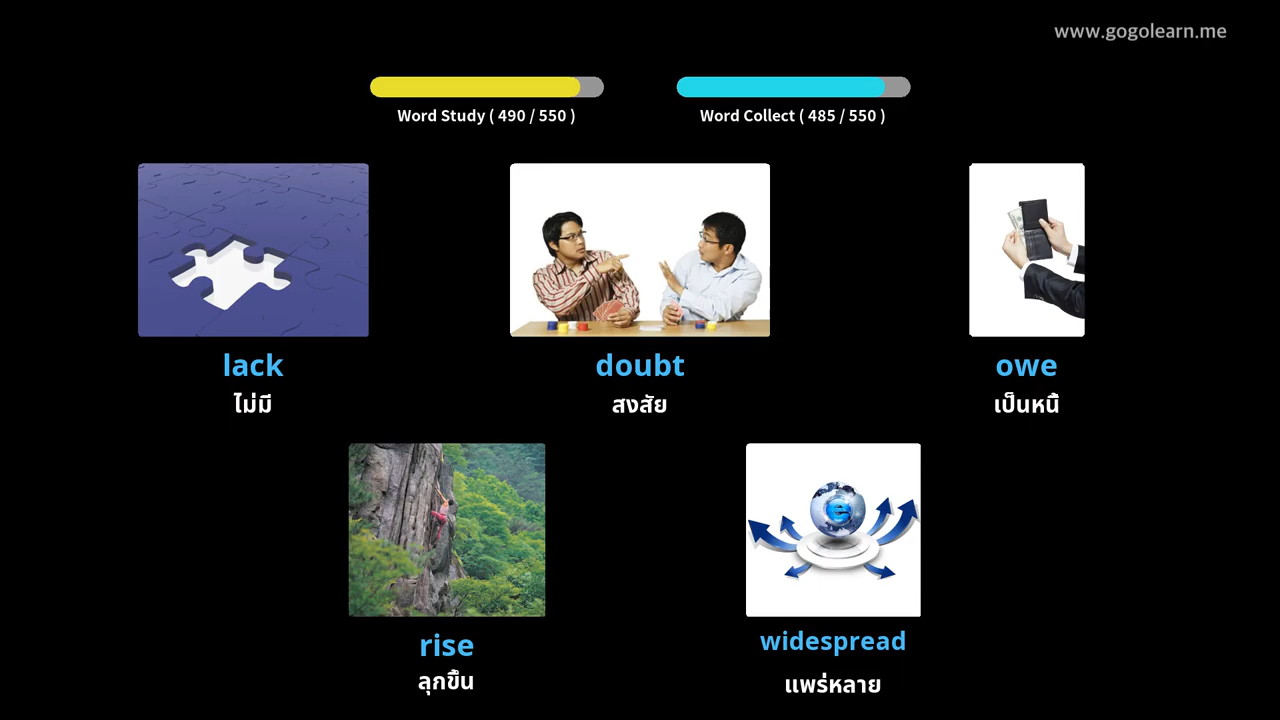 www.gogolearn.me
Word Study ( 490 / 550 )
Word Collect ( 485 / 550 )
lack
ไม่มี
doubt
สงสัย
owe
เป็นหนี้
rise
ลุกขึ้น
widespread
แพร่หลาย
e